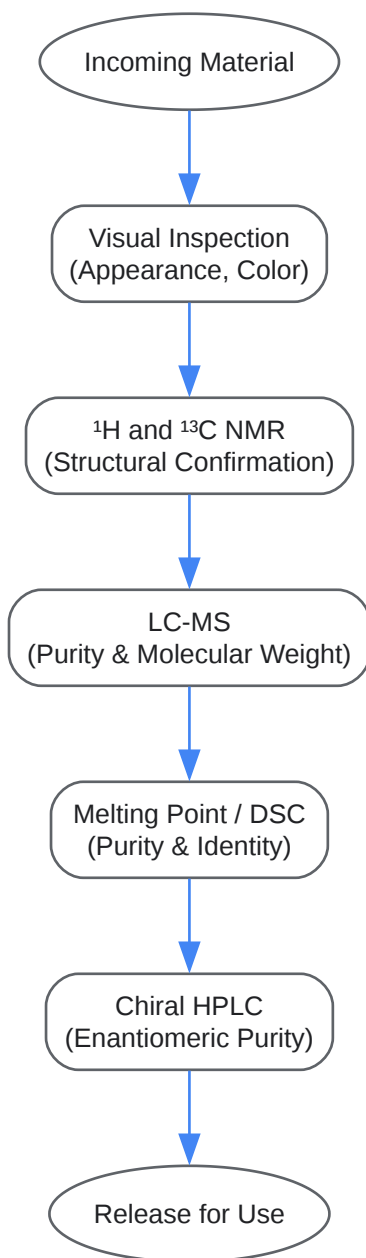 Incoming Material
Visual Inspection
(Appearance, Color)
¹H and ¹³C NMR
(Structural Confirmation)
LC-MS
(Purity & Molecular Weight)
Melting Point / DSC
(Purity & Identity)
Chiral HPLC
(Enantiomeric Purity)
Release for Use